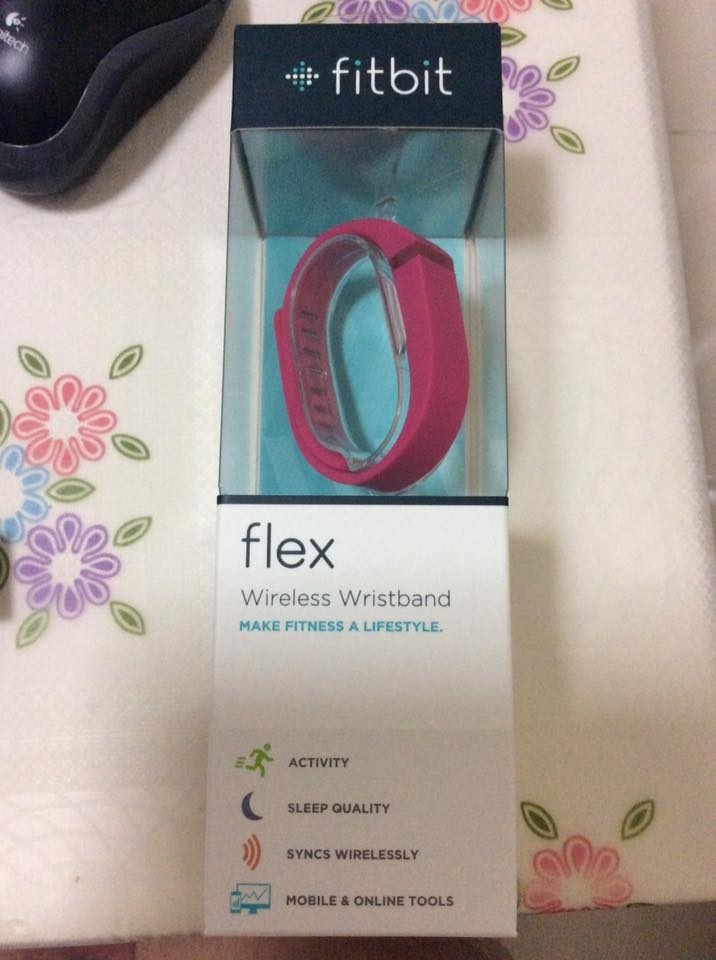 fitbit
flex
Wireless Wristband
MAKE FITNESS A LIFESTYLE.
ACTIVITY
SLEEP QUALITY
SYNCS WIRELESSLY
MOBILE & ONLINE TOOLS